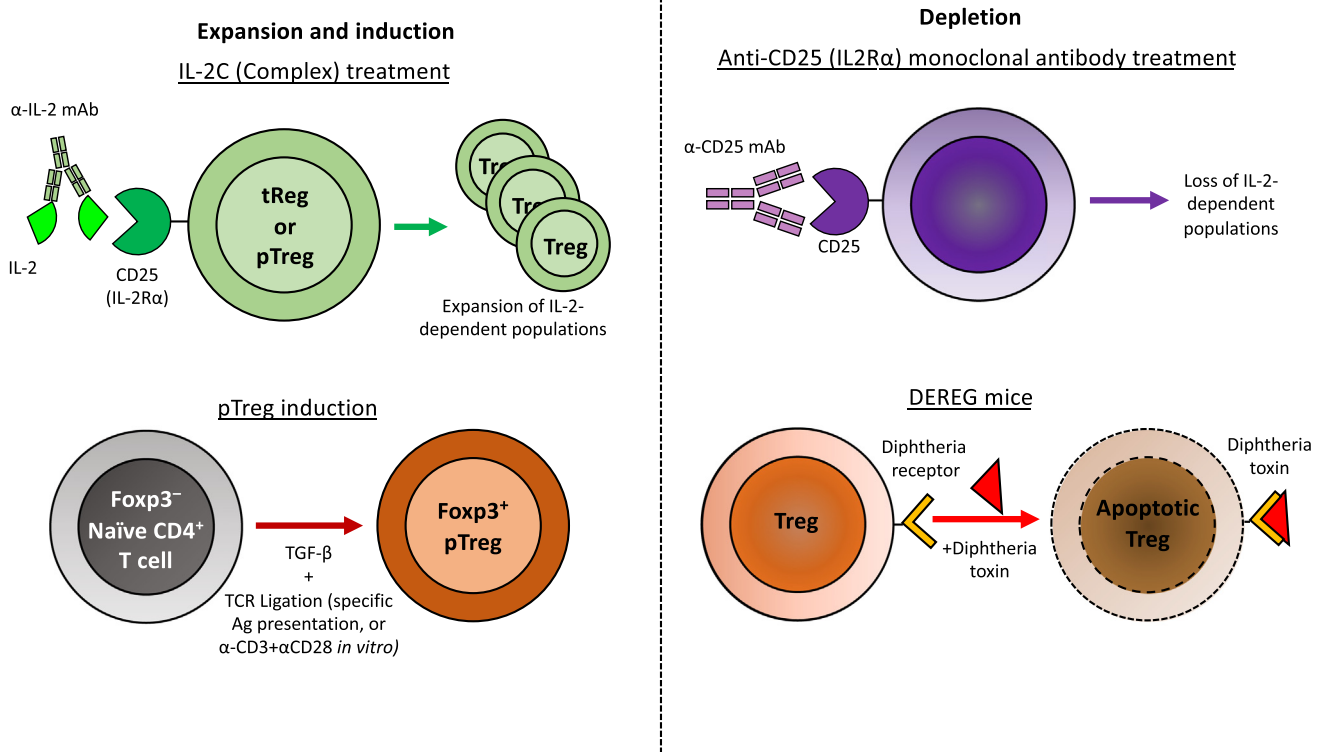 Expansion and induction
IL-2C (Complex) treatment
α-IL-2 mAb
IL-2
CD25
(IL-2Rα)
tReg
or
pTreg
Tre
Tre
Treg
Expansion of IL-2-
dependent populations
pTreg induction
Foxp3⁻
Naïve CD4⁺
T cell
TGF-β
+
TCR Ligation (specific
Ag presentation, or
α-CD3+αCD28 in vitro)
Foxp3⁺
pTreg
Depletion
Anti-CD25 (IL2Rα) monoclonal antibody treatment
α-CD25 mAb
CD25
Loss of IL-2-
dependent
populations
DEREG mice
Treg
Diphtheria
receptor
+Diphtheria
toxin
Apoptotic
Treg
Diphtheria
toxin